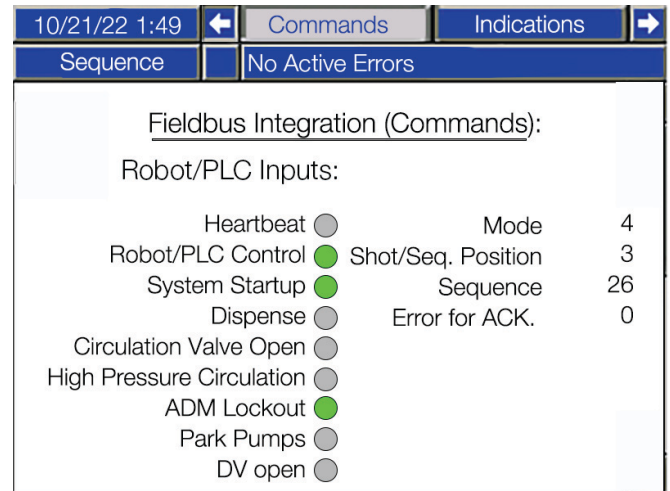 10/21/22 1:49 Commands Indications
Sequence No Active Errors
Fieldbus Integration (Commands):
Robot/PLC Inputs:
Heartbeat Mode 4
Robot/PLC Control Shot/Seq. Position 3
System Startup Sequence 26
Dispense Error for ACK. 0
Circulation Valve Open
High Pressure Circulation
ADM Lockout
Park Pumps
DV open